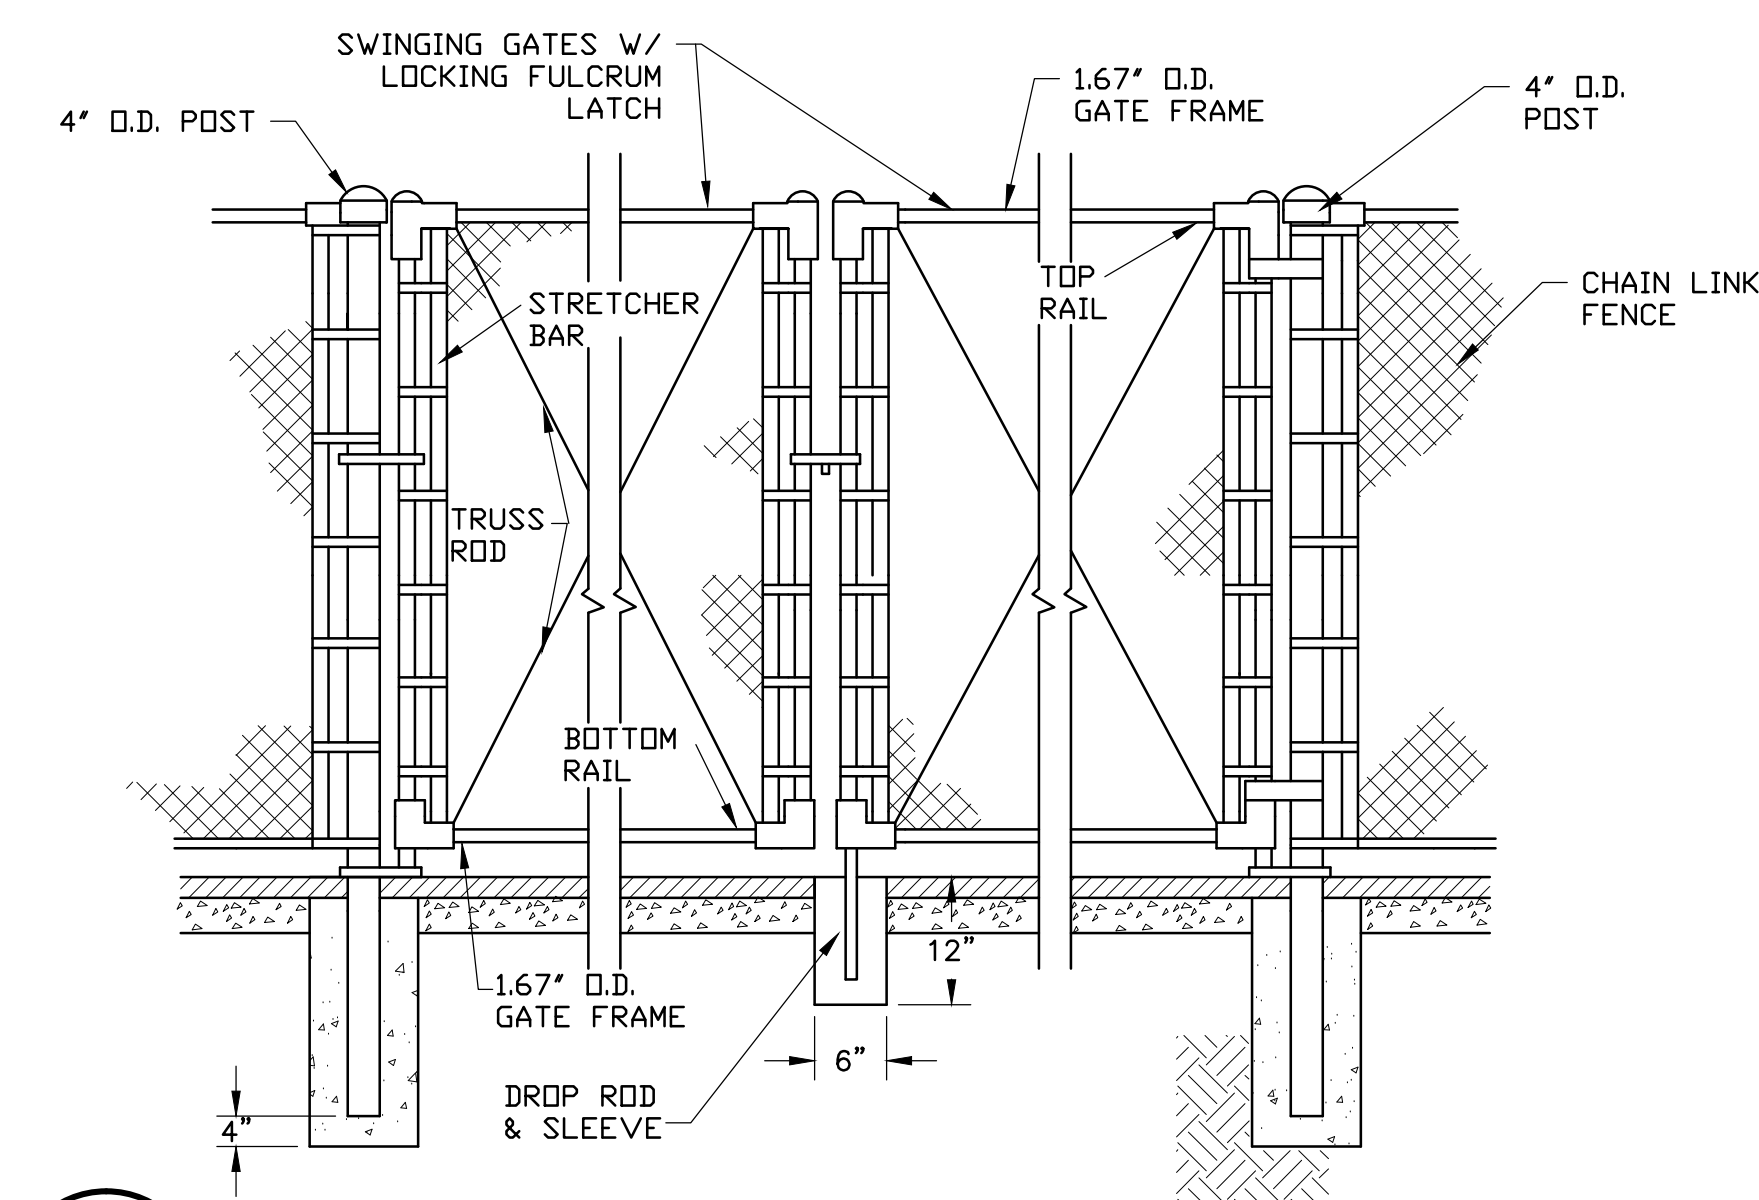 SWINGING GATES W/
LOCKING FULCRUM
LATCH
1.67" O.D.
GATE FRAME
4" O.D.
POST
4" O.D. POST
CHAIN LINK
FENCE
TOP
RAIL
STRETCHER
BAR
TRUSS
ROD
BOTTOM
RAIL
12"
1.67" O.D.
GATE FRAME
6"
DROP ROD
& SLEEVE
4"